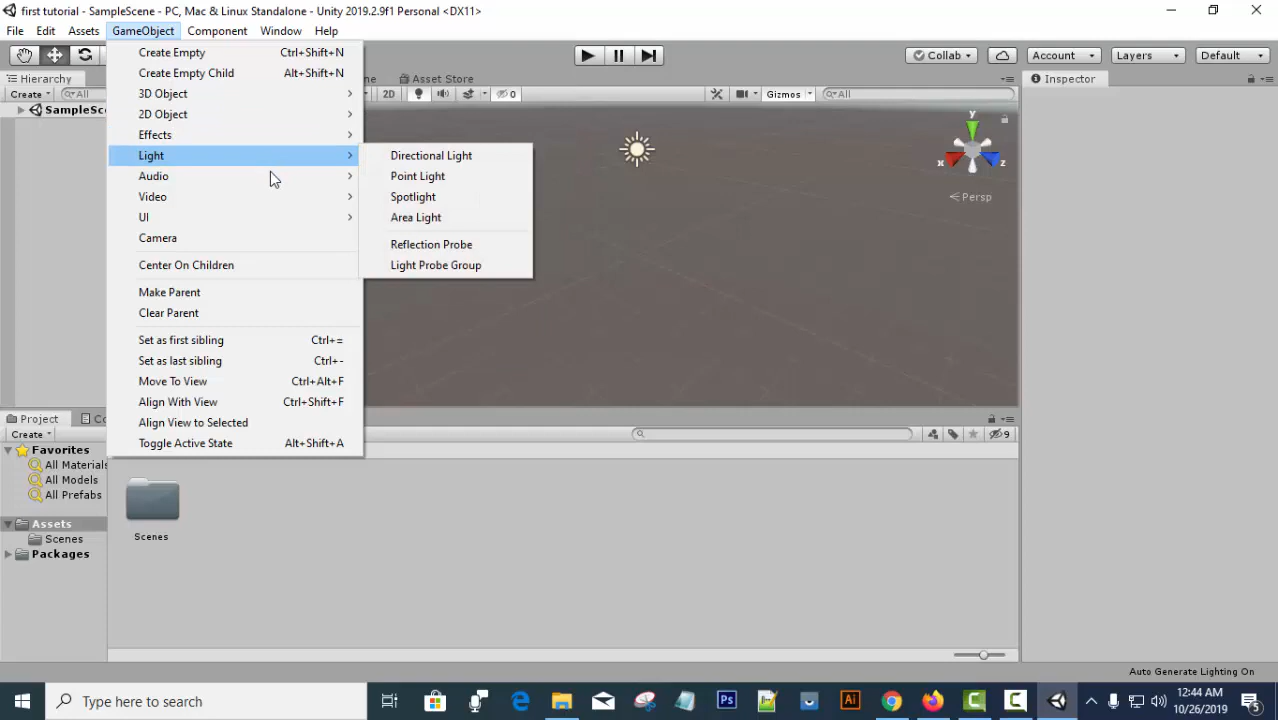 first tutorial - SampleScene - PC, Mac & Linux Standalone - Unity 2019.2.9f1 Personal <DX11>
File Edit Assets GameObject Component Window Help
Collab Account Layers Default
Create Empty Ctrl+Shift+N
Create Empty Child Alt+Shift+N
3D Object
2D Object
Effects
Light
Audio
Video
UI
Camera
Center On Children
Make Parent
Clear Parent
Set as first sibling Ctrl+=
Set as last sibling Ctrl+-
Move To View Ctrl+Alt+F
Align With View Ctrl+Shift+F
Align View to Selected
Toggle Active State Alt+Shift+A
Directional Light
Point Light
Spotlight
Area Light
Reflection Probe
Light Probe Group
Hierarchy
Create All
SampleSc
Asset Store
2D 0 Gizmos All
y
x z
Persp
Inspector
Project
Create
9
Favorites
All Materials
All Models
All Prefabs
Assets
Scenes
Packages
Scenes
Auto Generate Lighting On
Type here to search
Ps
Ai
12:44 AM
10/26/2019
5